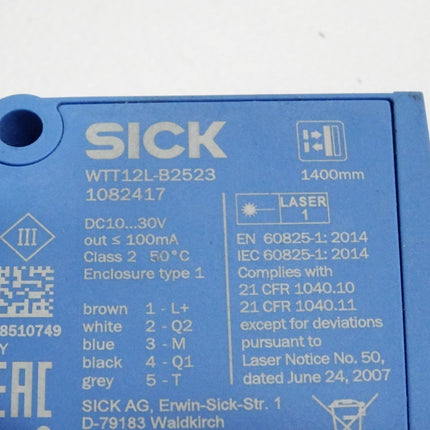 SICK
WTT12L-B2523
1082417
1400mm
LASER
1
III
DC10...30V
out ≤ 100mA
Class 2 50°C
Enclosure type 1
EN 60825-1: 2014
IEC 60825-1: 2014
Complies with
21 CFR 1040.10
21 CFR 1040.11
except for deviations
pursuant to
Laser Notice No. 50,
dated June 24, 2007
8510749
Y
brown 1 - L+
white 2 - Q2
blue 3 - M
black 4 - Q1
grey 5 - T
EAC
SICK AG, Erwin-Sick-Str. 1
D-79183 Waldkirch